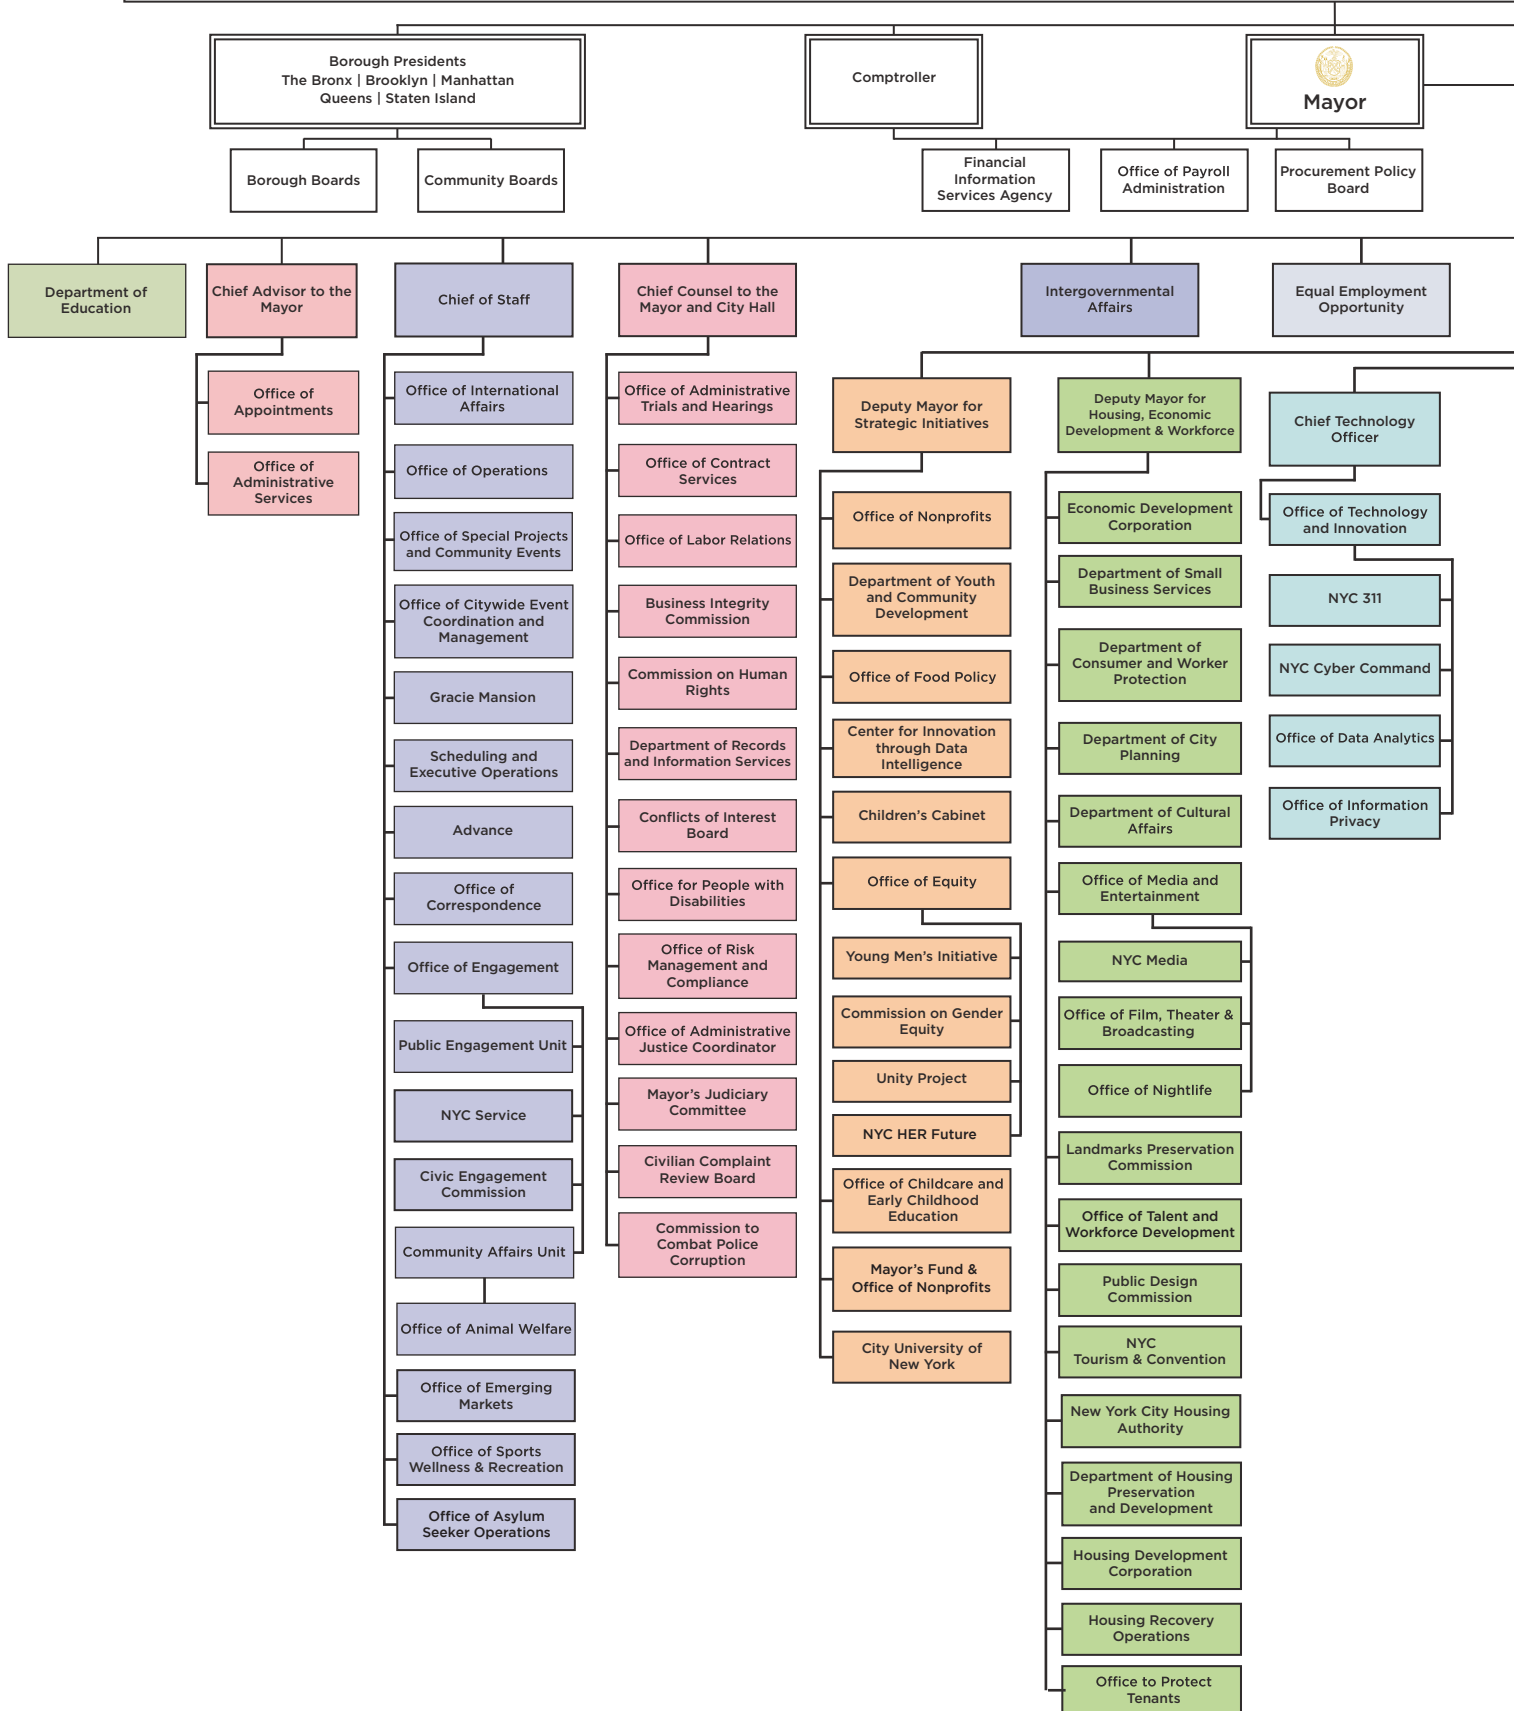 Borough Presidents
The Bronx | Brooklyn | Manhattan
Queens | Staten Island
Comptroller
Mayor
Borough Boards
Community Boards
Financial
Information
Services Agency
Office of Payroll
Administration
Procurement Policy
Board
Department of
Education
Chief Advisor to the
Mayor
Chief of Staff
Chief Counsel to the
Mayor and City Hall
Intergovernmental
Affairs
Equal Employment
Opportunity
Office of
Appointments
Office of
Administrative
Services
Office of International
Affairs
Office of Operations
Office of Special Projects
and Community Events
Office of Citywide Event
Coordination and
Management
Gracie Mansion
Scheduling and
Executive Operations
Advance
Office of
Correspondence
Office of Engagement
Public Engagement Unit
NYC Service
Civic Engagement
Commission
Community Affairs Unit
Office of Animal Welfare
Office of Emerging
Markets
Office of Sports
Wellness & Recreation
Office of Asylum
Seeker Operations
Office of Administrative
Trials and Hearings
Office of Contract
Services
Office of Labor Relations
Business Integrity
Commission
Commission on Human
Rights
Department of Records
and Information Services
Conflicts of Interest
Board
Office for People with
Disabilities
Office of Risk
Management and
Compliance
Office of Administrative
Justice Coordinator
Mayor's Judiciary
Committee
Civilian Complaint
Review Board
Commission to
Combat Police
Corruption
Deputy Mayor for
Strategic Initiatives
Office of Nonprofits
Department of Youth
and Community
Development
Office of Food Policy
Center for Innovation
through Data
Intelligence
Children's Cabinet
Office of Equity
Young Men's Initiative
Commission on Gender
Equity
Unity Project
NYC HER Future
Office of Childcare and
Early Childhood
Education
Mayor's Fund &
Office of Nonprofits
City University of
New York
Deputy Mayor for
Housing, Economic
Development & Workforce
Economic Development
Corporation
Department of Small
Business Services
Department of
Consumer and Worker
Protection
Department of City
Planning
Department of Cultural
Affairs
Office of Media and
Entertainment
NYC Media
Office of Film, Theater &
Broadcasting
Office of Nightlife
Landmarks Preservation
Commission
Office of Talent and
Workforce Development
Public Design
Commission
NYC
Tourism & Convention
New York City Housing
Authority
Department of Housing
Preservation
and Development
Housing Development
Corporation
Housing Recovery
Operations
Office to Protect
Tenants
Chief Technology
Officer
Office of Technology
and Innovation
NYC 311
NYC Cyber Command
Office of Data Analytics
Office of Information
Privacy